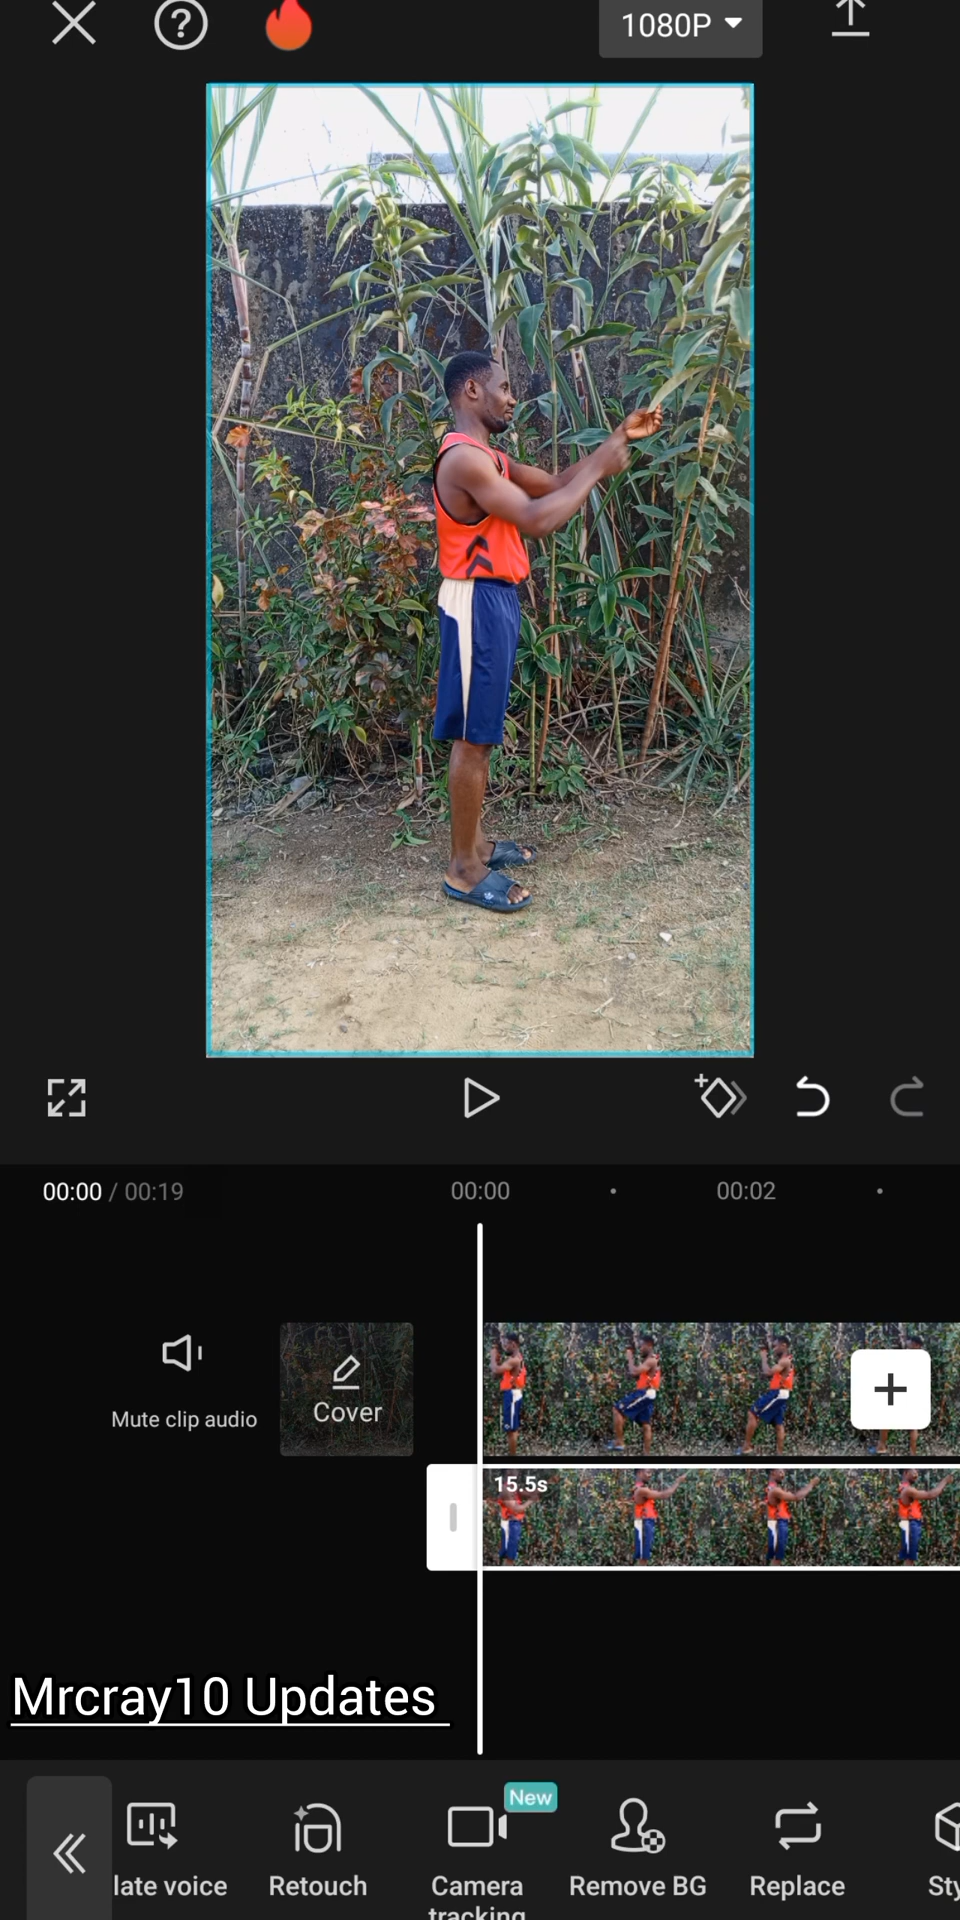 1080P
00:00 / 00:19
00:00
00:02
Mute clip audio
Cover
15.5s
Mrcray10 Updates
New
late voice
Retouch
Camera
tracking
Remove BG
Replace
Sty